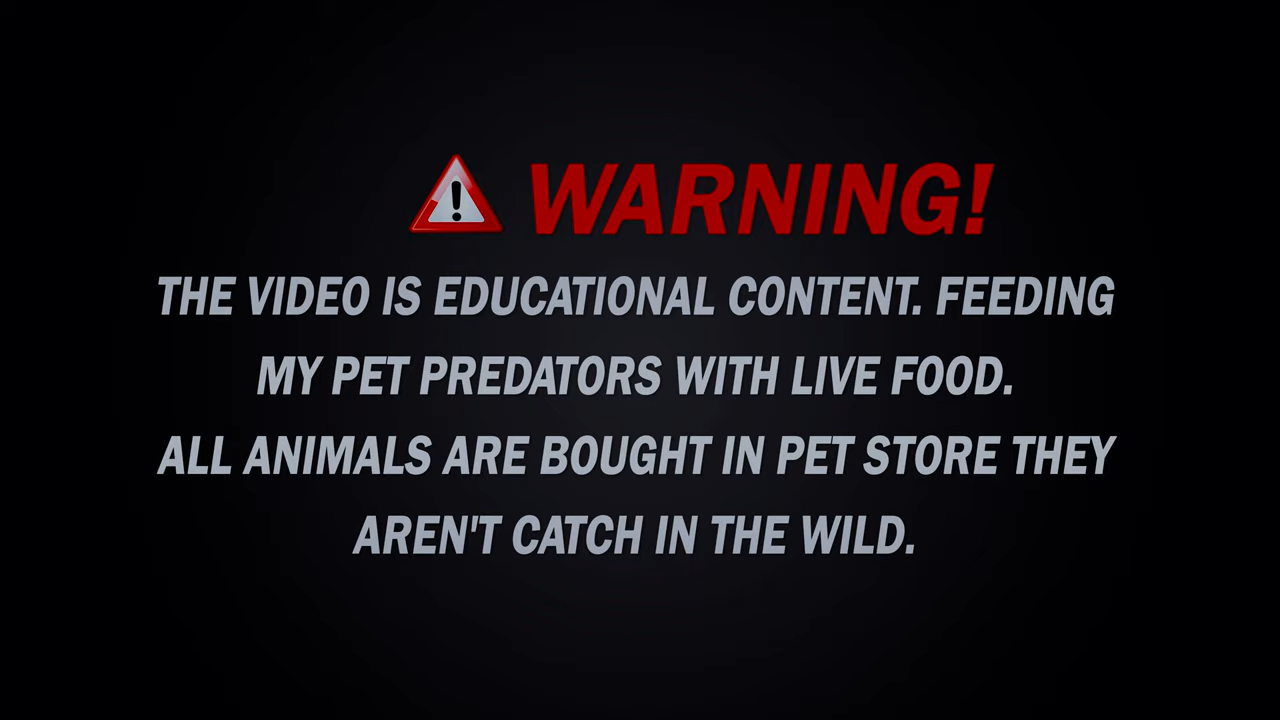 WARNING!
THE VIDEO IS EDUCATIONAL CONTENT. FEEDING
MY PET PREDATORS WITH LIVE FOOD.
ALL ANIMALS ARE BOUGHT IN PET STORE THEY
AREN'T CATCH IN THE WILD.